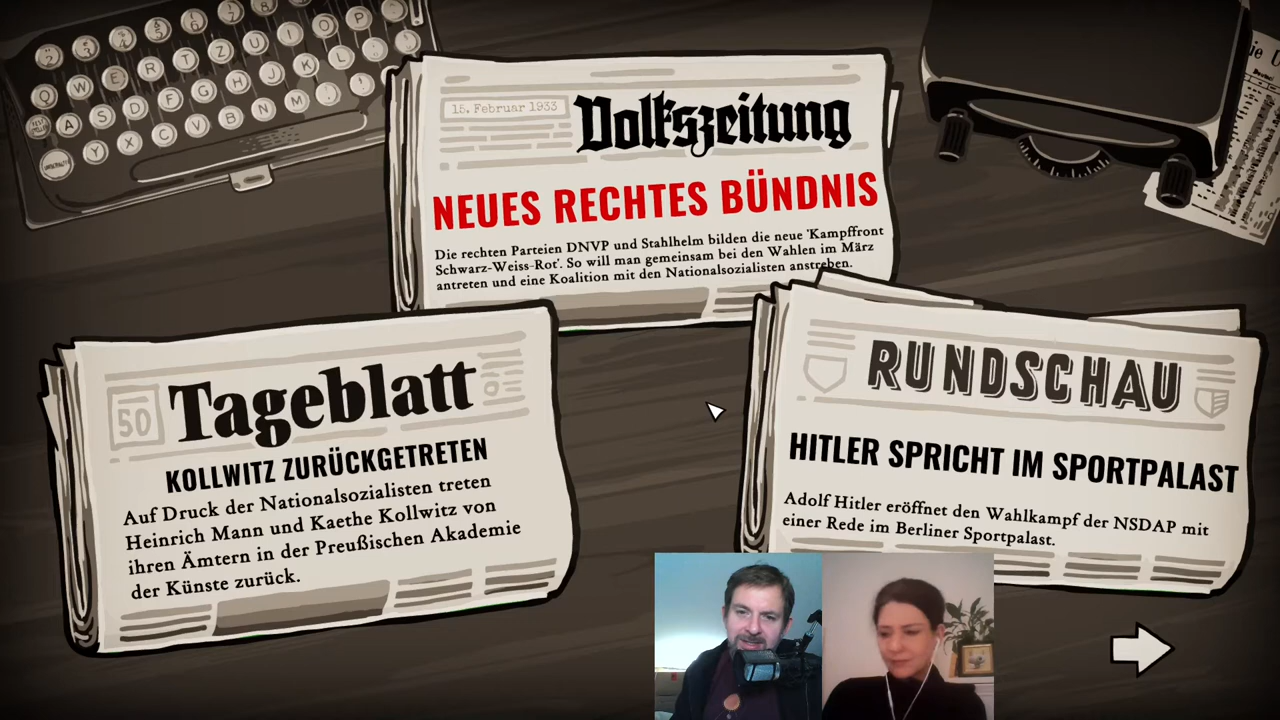 15. Februar 1933
Volkszeitung
NEUES RECHTES BÜNDNIS
Die rechten Parteien DNVP und Stahlhelm bilden die neue 'Kampffront
Schwarz-Weiss-Rot'. So will man gemeinsam bei den Wahlen im März
antreten und eine Koalition mit den Nationalsozialisten anstreben.
50
Tageblatt
KOLLWITZ ZURÜCKGETRETEN
Auf Druck der Nationalsozialisten treten
Heinrich Mann und Kaethe Kollwitz von
ihren Ämtern in der Preußischen Akademie
der Künste zurück.
RUNDSCHAU
HITLER SPRICHT IM SPORTPALAST
Adolf Hitler eröffnet den Wahlkampf der NSDAP mit
einer Rede im Berliner Sportpalast.
Q W E R T Z U I O P
A S D F G H J K L
Y X C V B N M